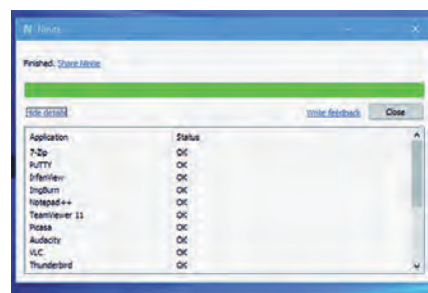 Ninite
Finished. Share Ninite
Hide details
Write feedback
Close
Application Status
7-Zip OK
PuTTY OK
IrfanView OK
ImgBurn OK
Notepad++ OK
TeamViewer 11 OK
Picasa OK
Audacity OK
VLC OK
Thunderbird OK